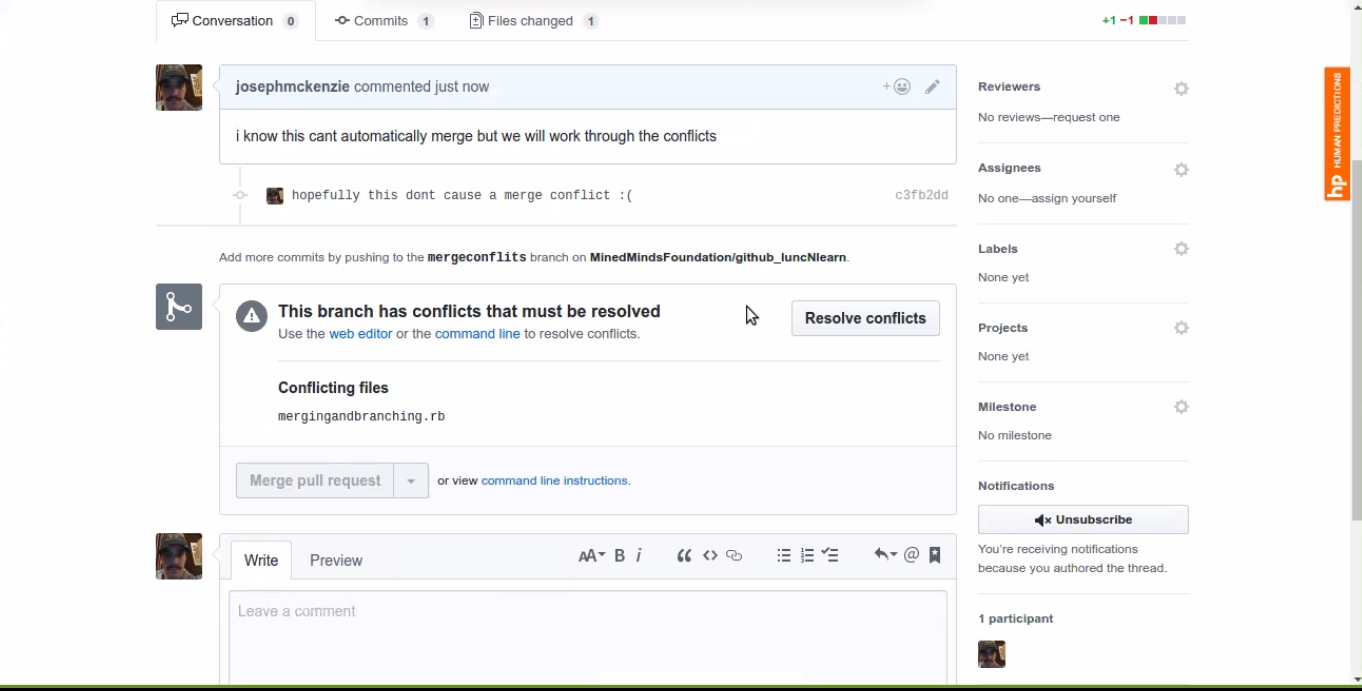 Conversation 0 Commits 1 Files changed 1 +1 −1
josephmckenzie commented just now
i know this cant automatically merge but we will work through the conflicts
hopefully this dont cause a merge conflict :( c3fb2dd
Add more commits by pushing to the mergeconflits branch on MinedMindsFoundation/github_luncNlearn.
This branch has conflicts that must be resolved
Use the web editor or the command line to resolve conflicts.
Resolve conflicts
Conflicting files
mergingandbranching.rb
Merge pull request or view command line instructions.
Write Preview AA B i
Leave a comment
Reviewers
No reviews—request one
Assignees
No one—assign yourself
Labels
None yet
Projects
None yet
Milestone
No milestone
Notifications
Unsubscribe
You're receiving notifications
because you authored the thread.
1 participant
hp HUMAN PREDICTIONS